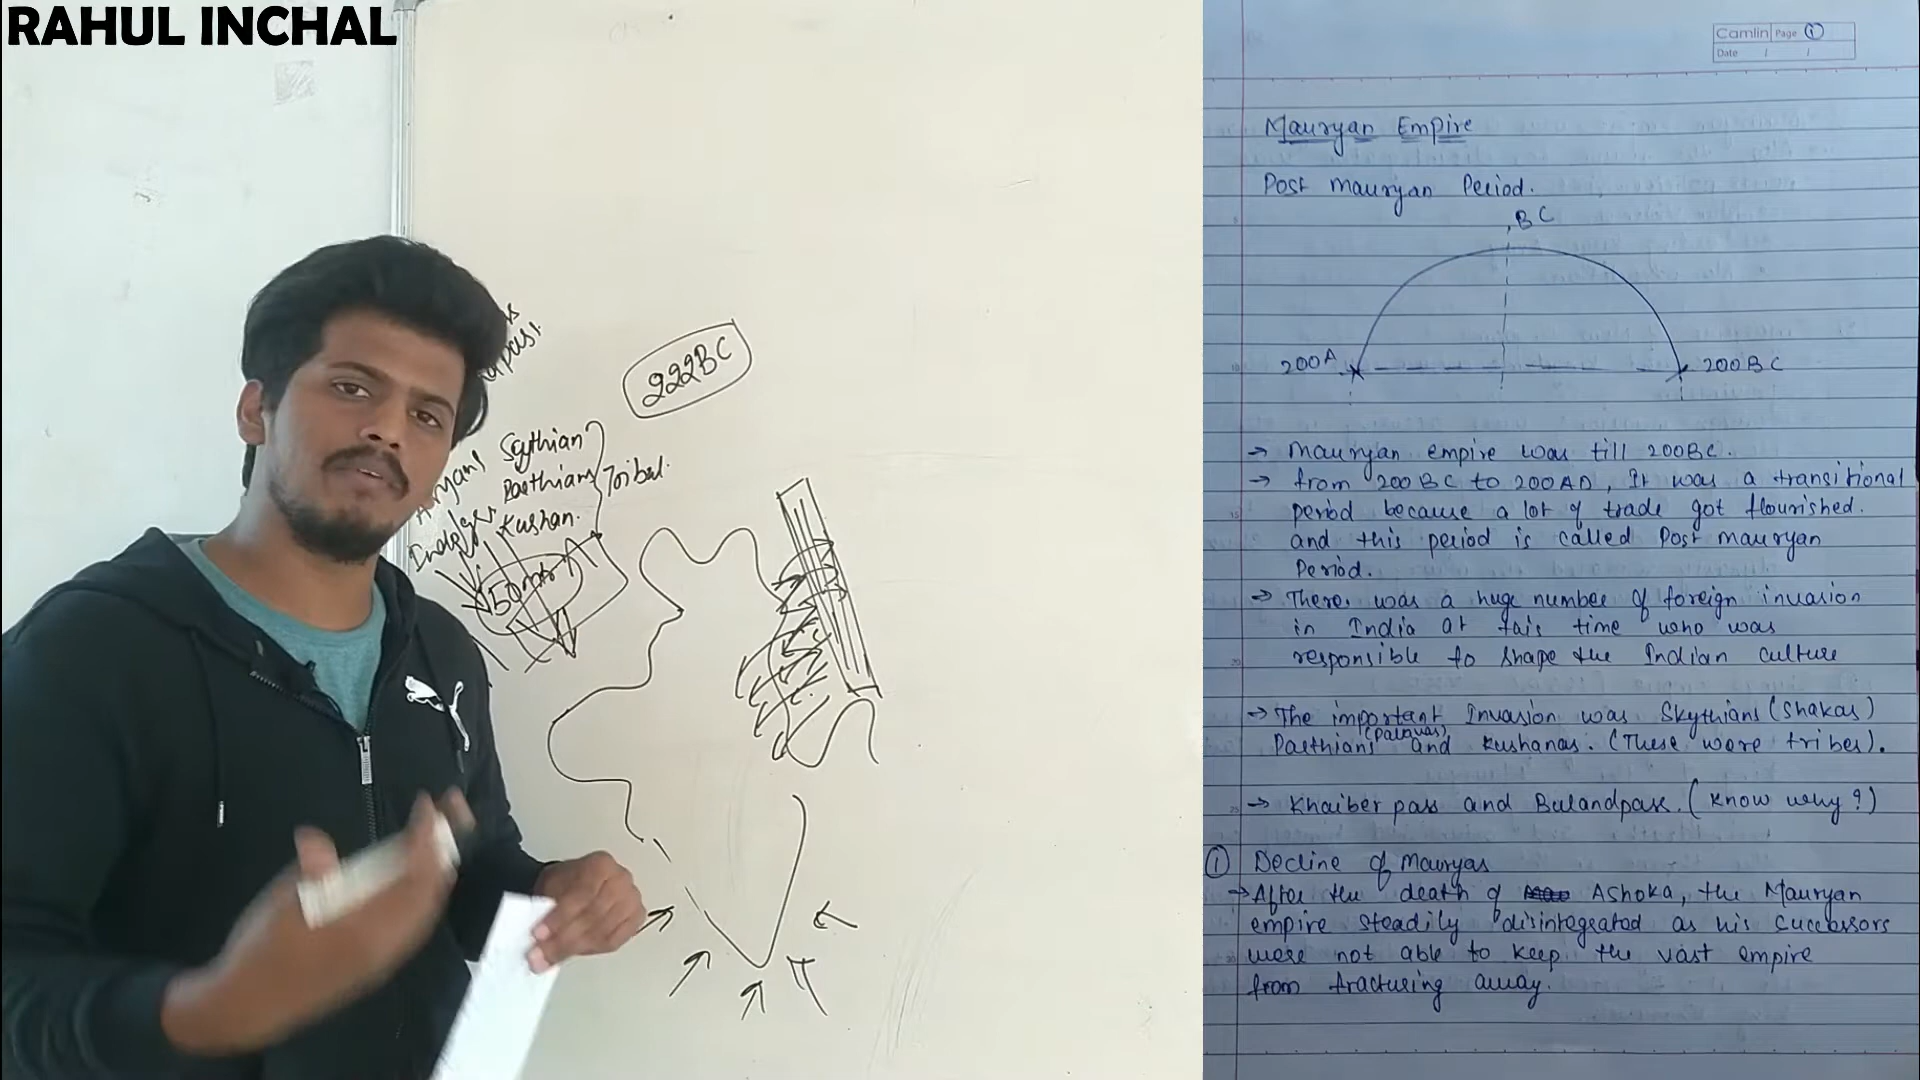 RAHUL INCHAL
222BC
Scythian
Parthians
Tribal.
Kushan.
Camlin Page 1
Date / /
Mauryan Empire
Post Mauryan Period.
BC
200A
200BC
→ Mauryan empire was till 200BC.
→ from 200 BC to 200AD, It was a transitional
period because a lot of trade got flourished.
and this period is called Post Mauryan
Period.
→ There was a huge number of foreign invasion
in India at tais time who was
responsible to shape the Indian culture
→ The important Invasion was Skythians (Shakas)
Parthians and Kushanas. (These were tribes).
→ Khaiber pass and Bulandpass. (Know why?)
① Decline of Mauryas
→ After the death of Ashoka, the Mauryan
empire steadily disintegrated as his successors
were not able to keep the vast empire
from fracturing away.